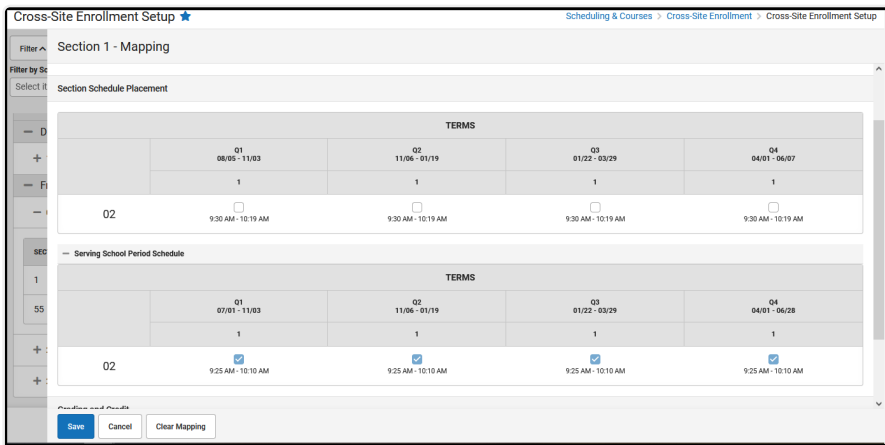 Cross-Site Enrollment Setup
Scheduling & Courses > Cross-Site Enrollment > Cross-Site Enrollment Setup
Filter
Section 1 - Mapping
Filter by Sc
Select it
Section Schedule Placement
TERMS
Q1 Q2 Q3 Q4
08/05 - 11/03 11/06 - 01/19 01/22 - 03/29 04/01 - 06/07
1 1 1 1
02
9:30 AM - 10:19 AM 9:30 AM - 10:19 AM 9:30 AM - 10:19 AM 9:30 AM - 10:19 AM
SEC
Serving School Period Schedule
TERMS
1
Q1 Q2 Q3 Q4
07/01 - 11/03 11/06 - 01/19 01/22 - 03/29 04/01 - 06/28
55
1 1 1 1
02
9:25 AM - 10:10 AM 9:25 AM - 10:10 AM 9:25 AM - 10:10 AM 9:25 AM - 10:10 AM
Grading and Credit
Save Cancel Clear Mapping